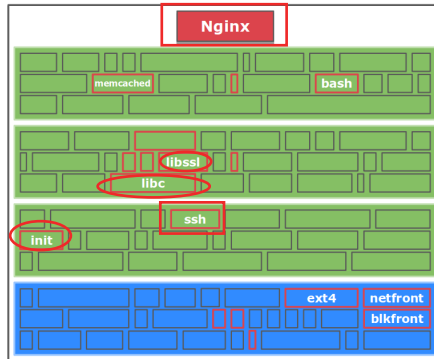 Nginx
memcached
bash
libssl
libc
ssh
init
ext4 netfront
blkfront